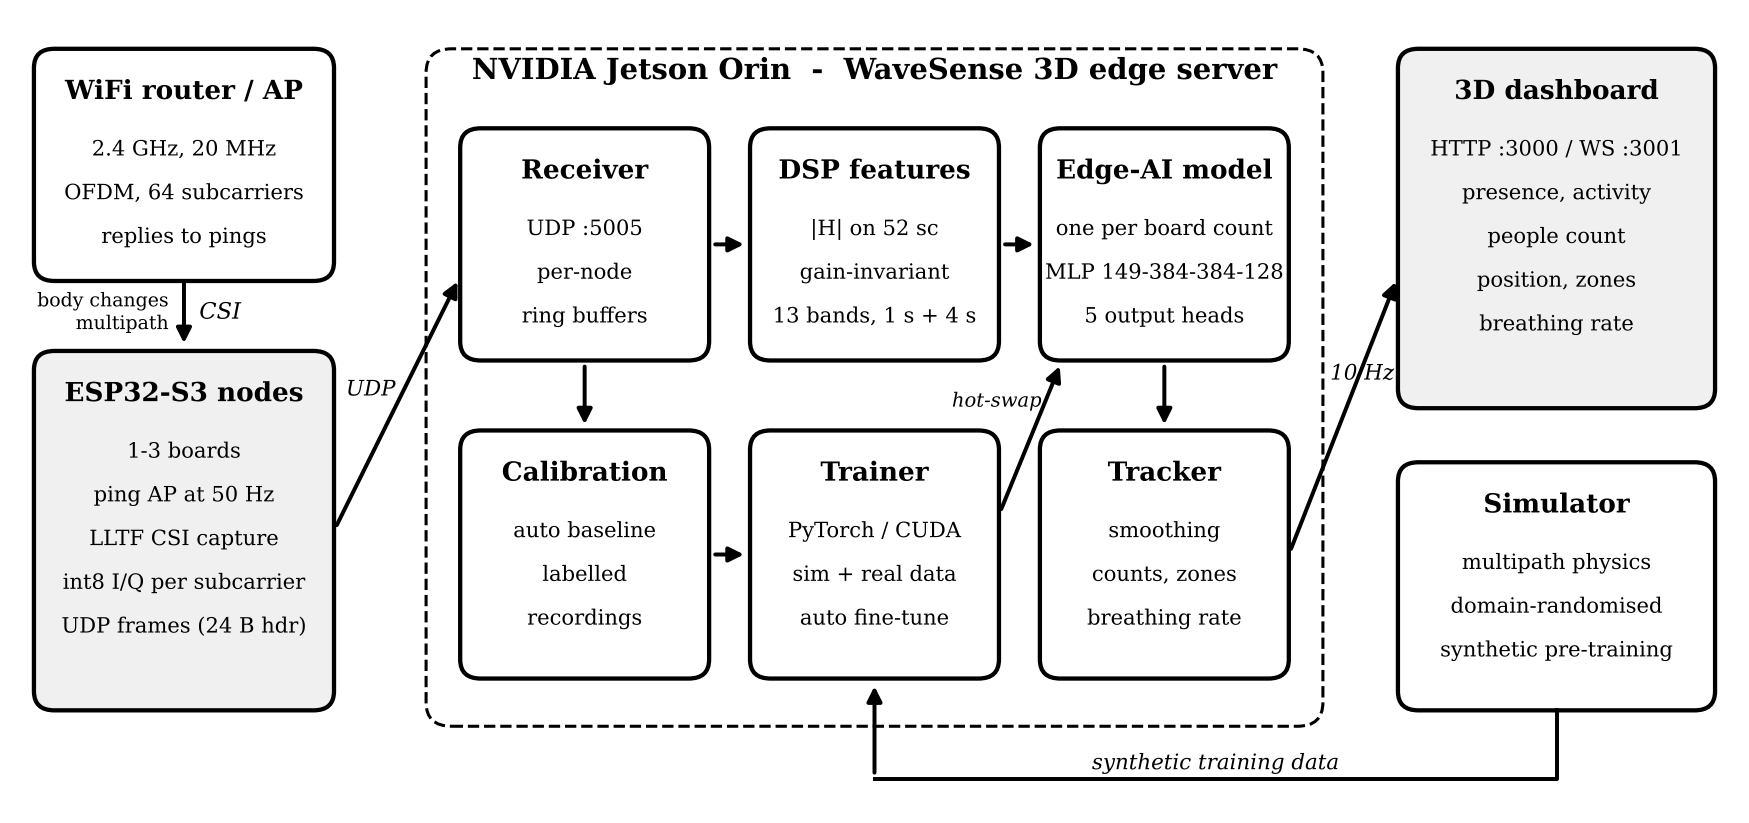 WiFi router / AP
2.4 GHz, 20 MHz
OFDM, 64 subcarriers
replies to pings
body changes
multipath
CSI
ESP32-S3 nodes
1-3 boards
ping AP at 50 Hz
LLTF CSI capture
int8 I/Q per subcarrier
UDP frames (24 B hdr)
UDP
NVIDIA Jetson Orin - WaveSense 3D edge server
Receiver
UDP :5005
per-node
ring buffers
DSP features
|H| on 52 sc
gain-invariant
13 bands, 1 s + 4 s
Edge-AI model
one per board count
MLP 149-384-384-128
5 output heads
hot-swap
Calibration
auto baseline
labelled
recordings
Trainer
PyTorch / CUDA
sim + real data
auto fine-tune
Tracker
smoothing
counts, zones
breathing rate
10 Hz
3D dashboard
HTTP :3000 / WS :3001
presence, activity
people count
position, zones
breathing rate
Simulator
multipath physics
domain-randomised
synthetic pre-training
synthetic training data